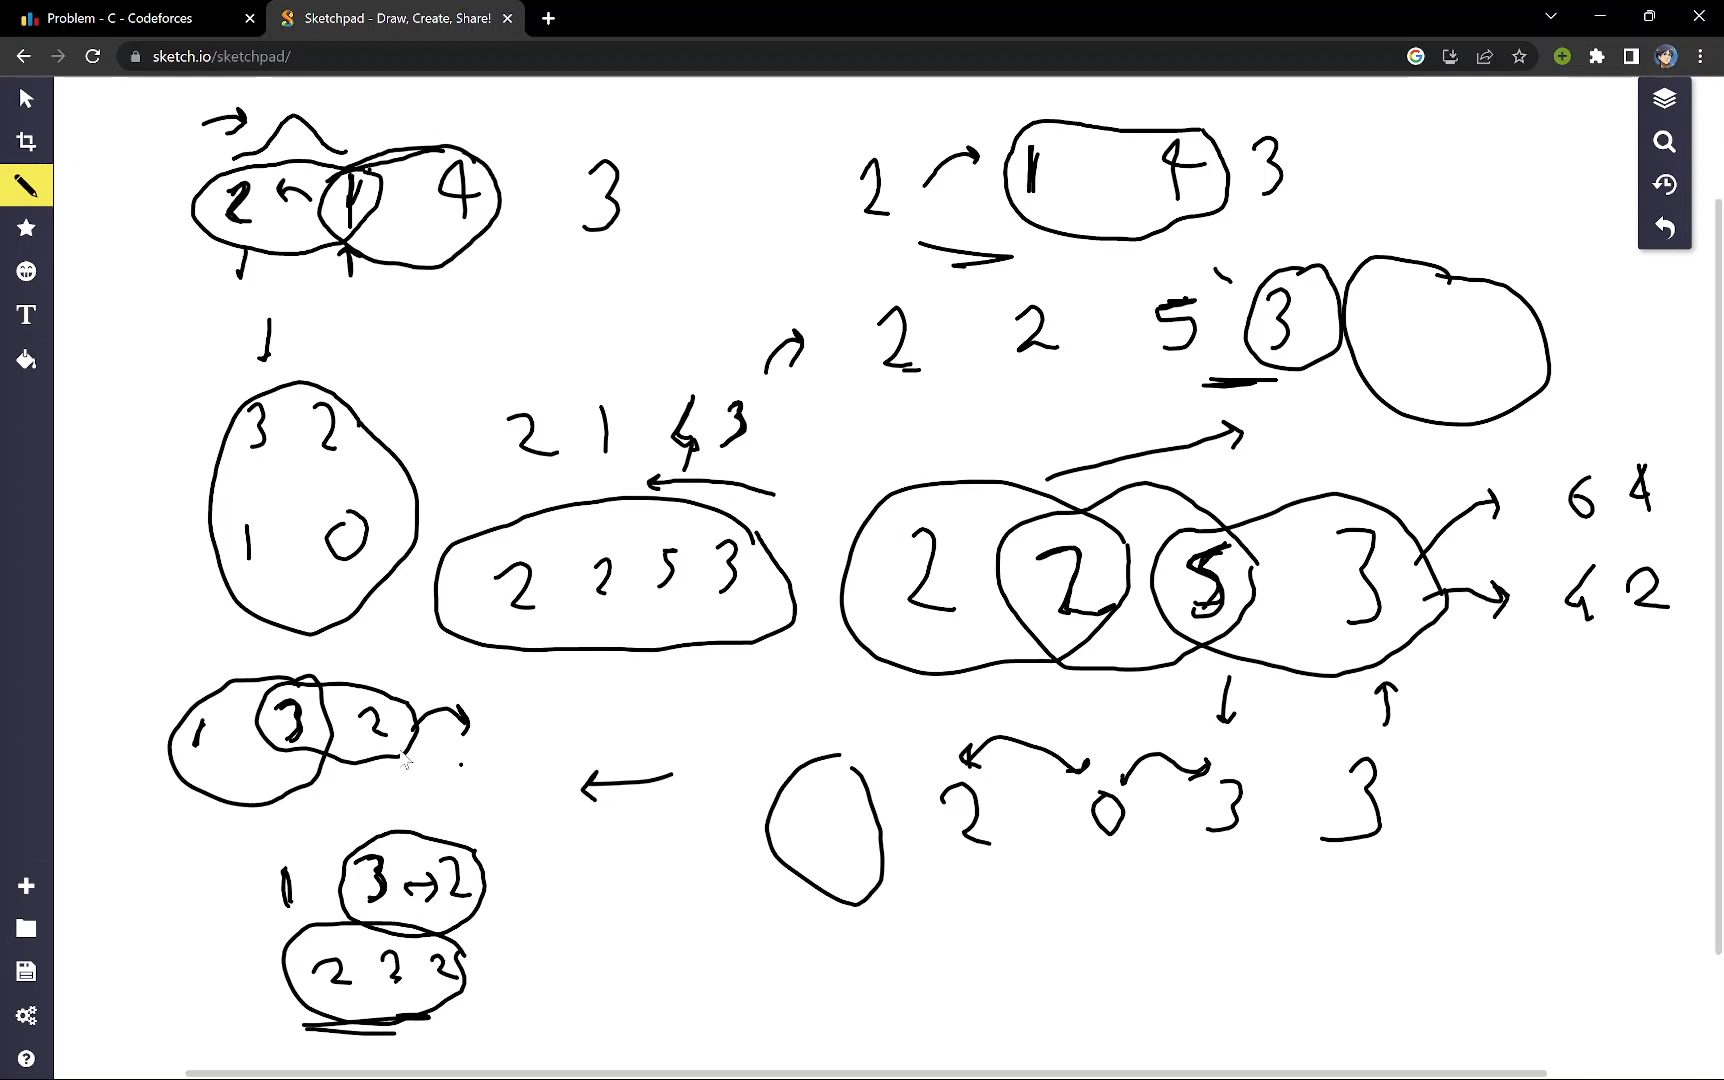 Problem - C - Codeforces
Sketchpad - Draw, Create, Share!
sketch.io/sketchpad/
2 1 4 3
2 1 4 3
2 2 5 3
3 2
1 0
2 1 4 3
2 2 5 3
2 2 5 3
6 4
4 2
1 3 2
2 0 3 3
1 3 2
2 3 2
T